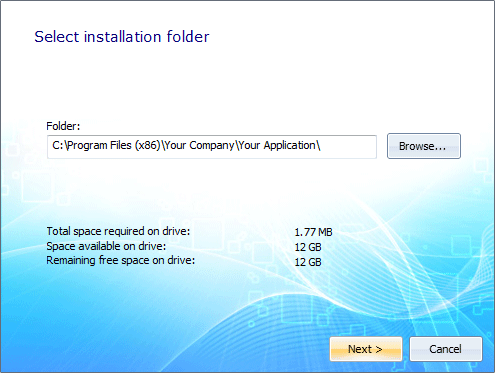 Select installation folder
Folder:
C:\Program Files (x86)\Your Company\Your Application\
Browse...
Total space required on drive: 1.77 MB
Space available on drive: 12 GB
Remaining free space on drive: 12 GB
Next > Cancel